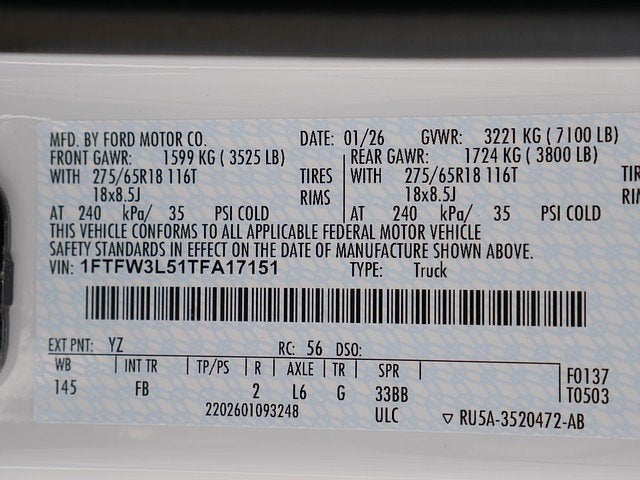 MFD. BY FORD MOTOR CO. DATE: 01/26 GVWR: 3221 KG ( 7100 LB)
FRONT GAWR: 1599 KG ( 3525 LB) REAR GAWR: 1724 KG ( 3800 LB)
WITH 275/65R18 116T TIRES WITH 275/65R18 116T TIR
18x8.5J RIMS 18x8.5J RIM
AT 240 kPa/ 35 PSI COLD AT 240 kPa/ 35 PSI COLD
THIS VEHICLE CONFORMS TO ALL APPLICABLE FEDERAL MOTOR VEHICLE
SAFETY STANDARDS IN EFFECT ON THE DATE OF MANUFACTURE SHOWN ABOVE.
VIN: 1FTFW3L51TFA17151 TYPE: Truck
EXT PNT: YZ RC: 56 DSO:
WB INT TR TP/PS R AXLE TR SPR F0137
145 FB 2 L6 G 33BB T0503
2202601093248 ULC ▽ RU5A-3520472-AB